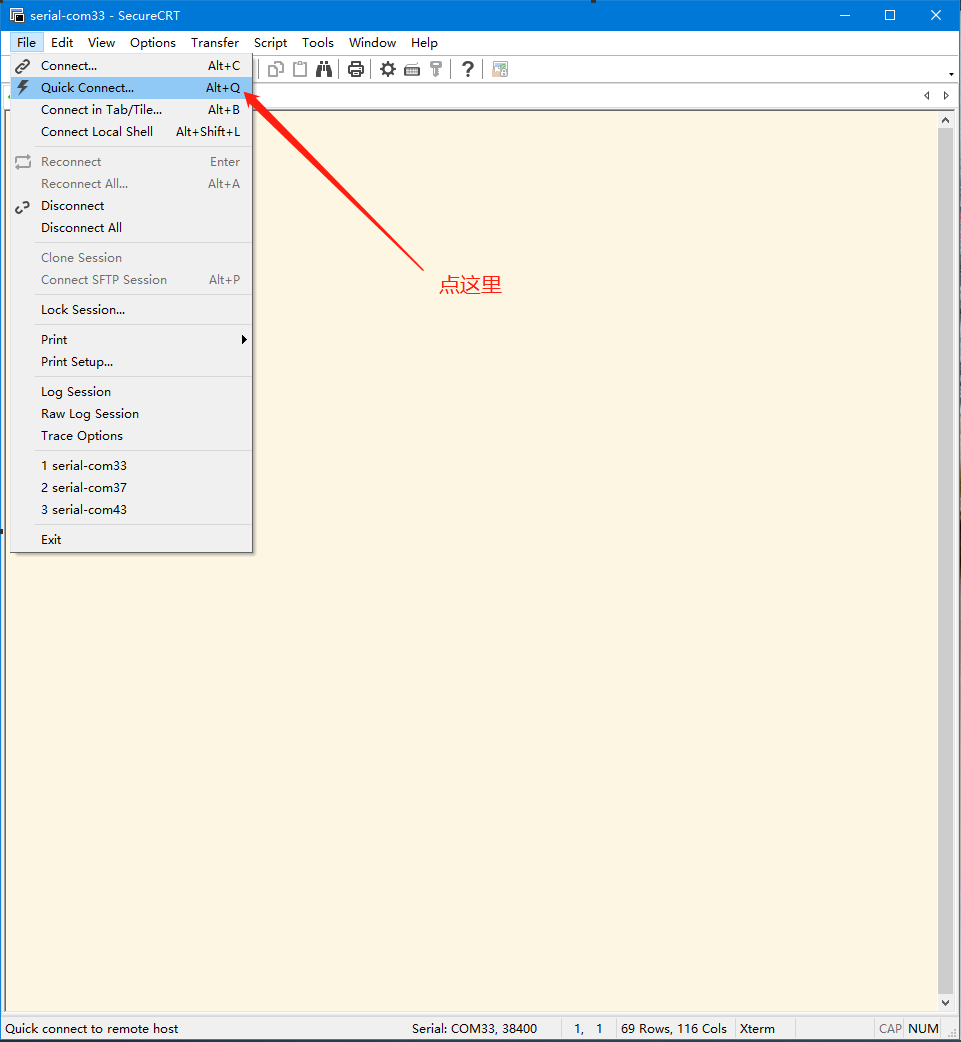 serial-com33 - SecureCRT
File Edit View Options Transfer Script Tools Window Help
Connect... Alt+C
Quick Connect... Alt+Q
Connect in Tab/Tile... Alt+B
Connect Local Shell Alt+Shift+L
Reconnect Enter
Reconnect All... Alt+A
Disconnect
Disconnect All
Clone Session
Connect SFTP Session Alt+P
点这里
Lock Session...
Print
Print Setup...
Log Session
Raw Log Session
Trace Options
1 serial-com33
2 serial-com37
3 serial-com43
Exit
Quick connect to remote host Serial: COM33, 38400 1, 1 69 Rows, 116 Cols Xterm CAP NUM